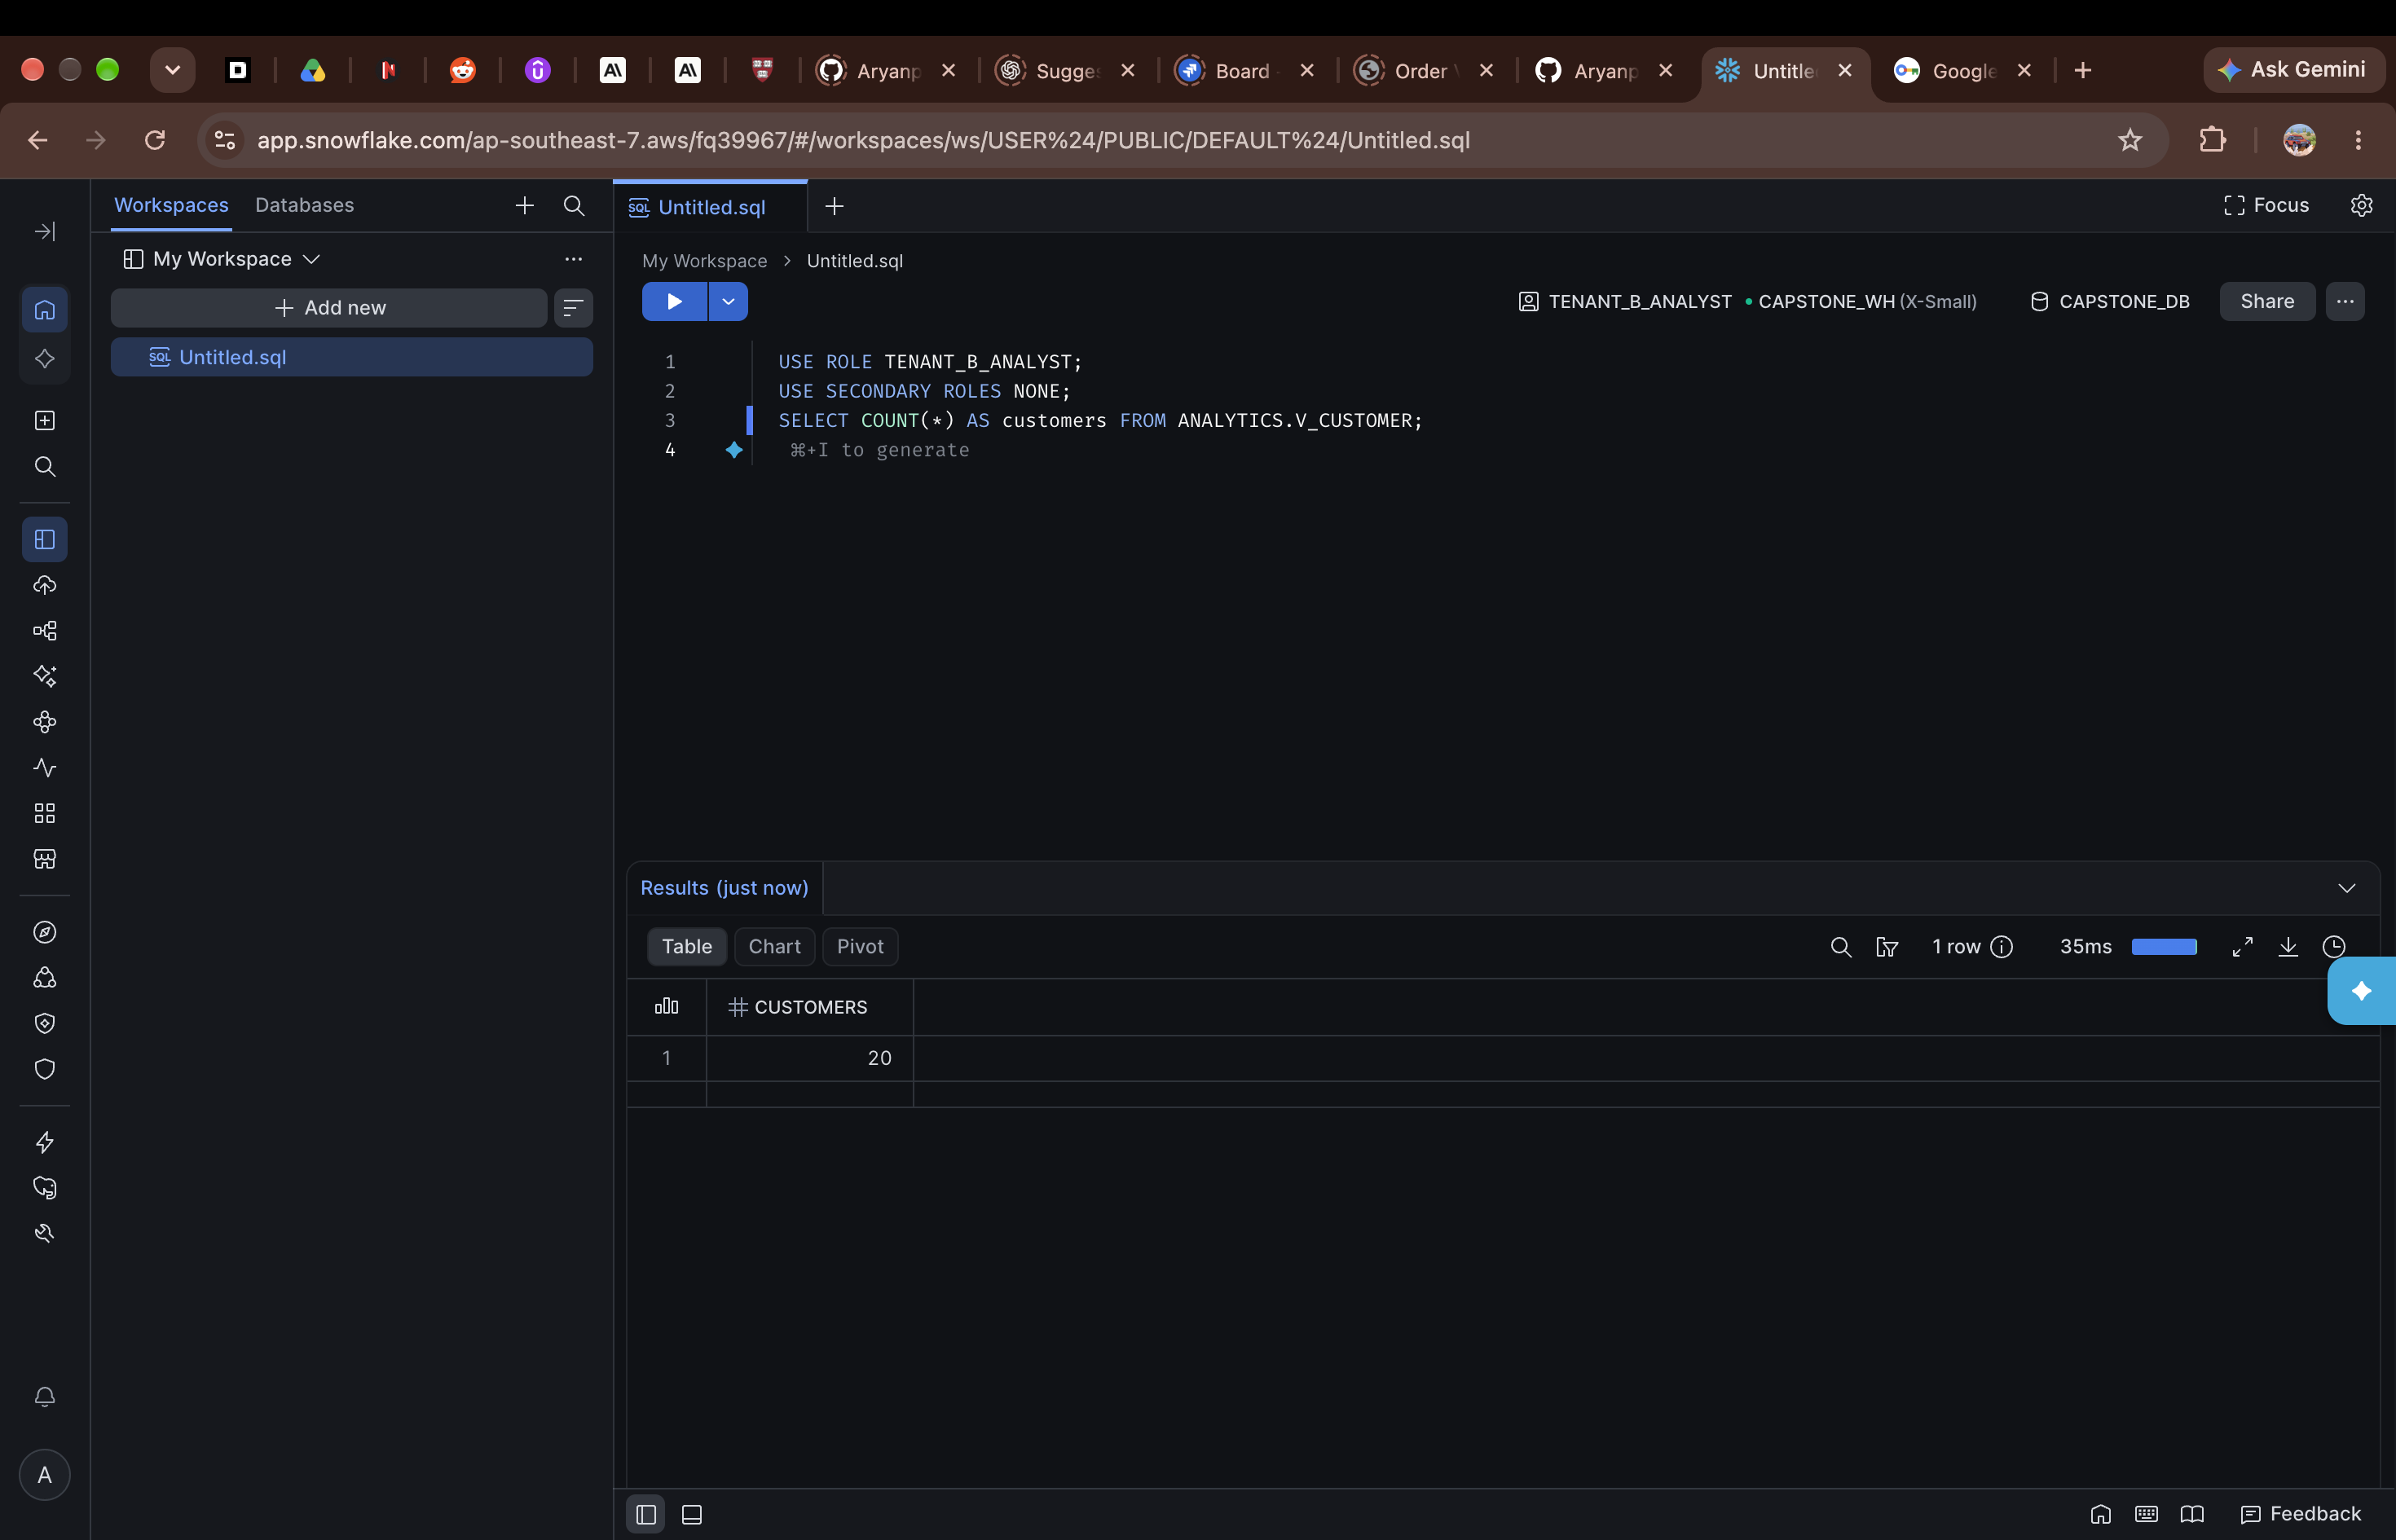 Aryanp
Sugges
Board
Order
Aryanp
Untitle
Google
Ask Gemini
app.snowflake.com/ap-southeast-7.aws/fq39967/#/workspaces/ws/USER%24/PUBLIC/DEFAULT%24/Untitled.sql
Workspaces Databases
SQL Untitled.sql
Focus
My Workspace
My Workspace > Untitled.sql
Add new
TENANT_B_ANALYST • CAPSTONE_WH (X-Small) CAPSTONE_DB Share
SQL Untitled.sql
1 USE ROLE TENANT_B_ANALYST;
2 USE SECONDARY ROLES NONE;
3 SELECT COUNT(*) AS customers FROM ANALYTICS.V_CUSTOMER;
4 ⌘+I to generate
Results (just now)
Table Chart Pivot
1 row 35ms
# CUSTOMERS
1 20
A
Feedback